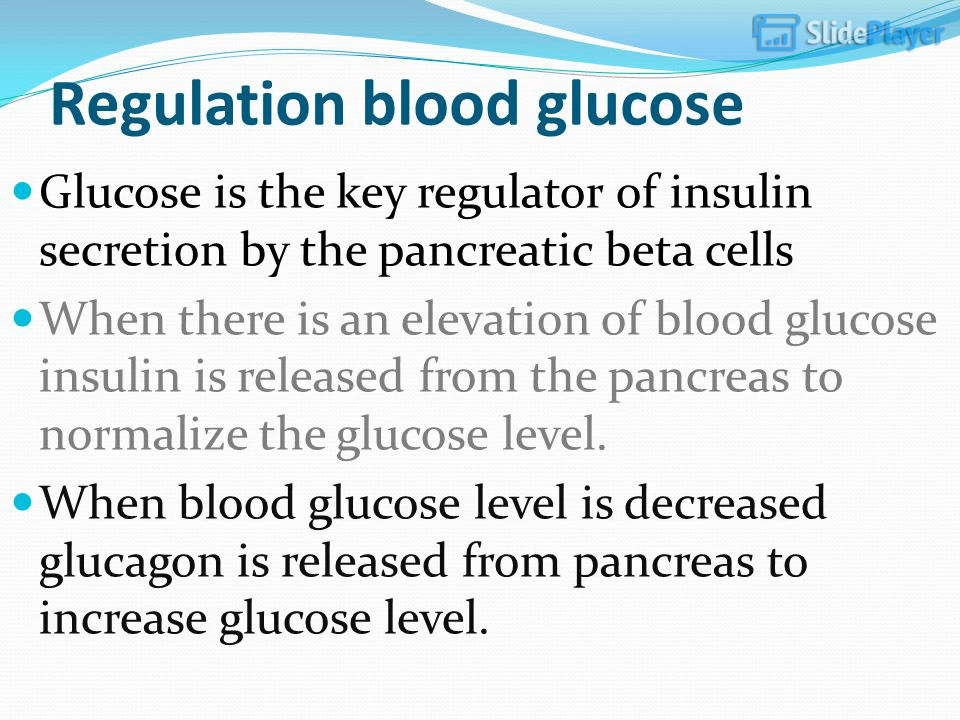 SlidePlayer
Regulation blood glucose
Glucose is the key regulator of insulin
secretion by the pancreatic beta cells
When there is an elevation of blood glucose
insulin is released from the pancreas to
normalize the glucose level.
When blood glucose level is decreased
glucagon is released from pancreas to
increase glucose level.